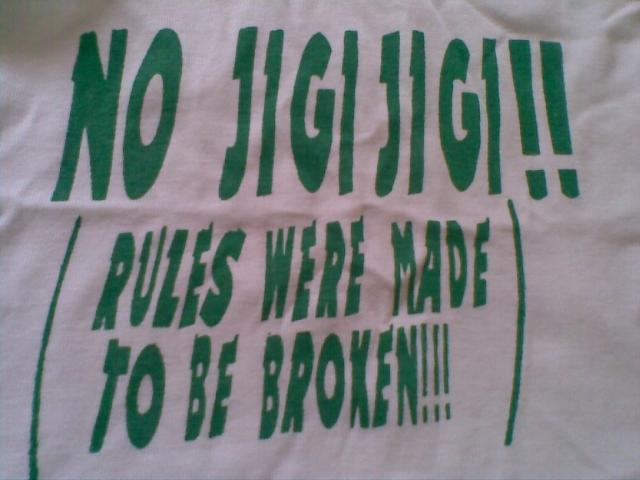 NO JIGI JIGI!!
(RULES WERE MADE
TO BE BROKEN!!!)